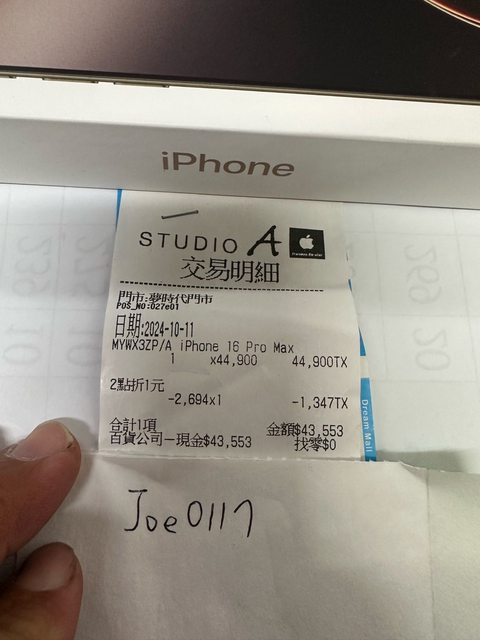 iPhone
STUDIO A
交易明細
門市:夢時代門市
POS_NO:027e01
日期:2024-10-11
MYWX3ZP/A iPhone 16 Pro Max
1 x44,900 44,900TX
2點折1元
-2,694x1 -1,347TX
合計1項 金額$43,553
百貨公司－現金$43,553 找零$0
Dream Mall
Joe0117